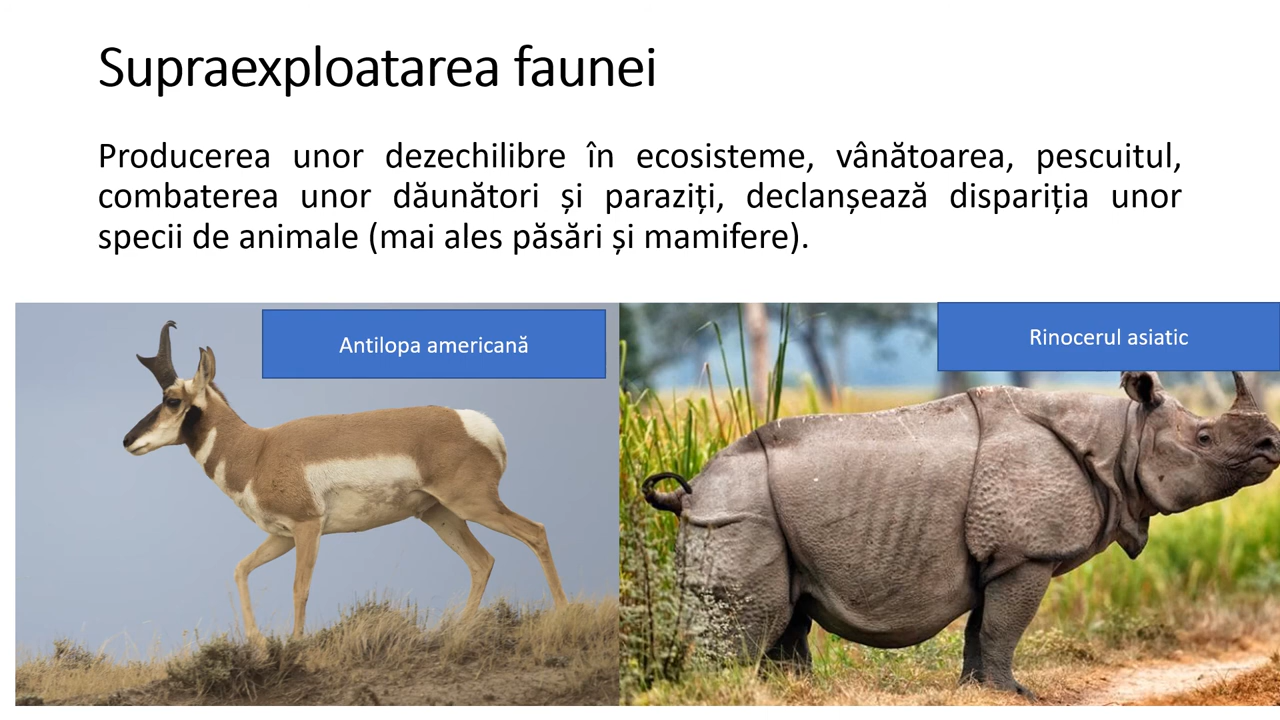 Supraexploatarea faunei
Producerea unor dezechilibre în ecosisteme, vânătoarea, pescuitul,
combaterea unor dăunători și paraziți, declanșează dispariția unor
specii de animale (mai ales păsări și mamifere).
Antilopa americană
Rinocerul asiatic